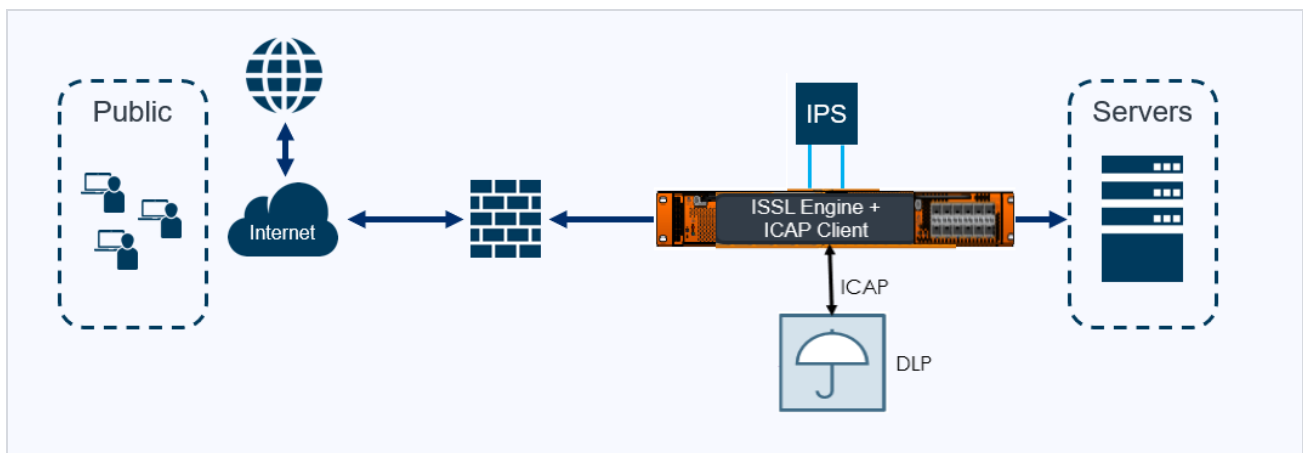 Public
Internet
IPS
ISSL Engine +
ICAP Client
ICAP
DLP
Servers